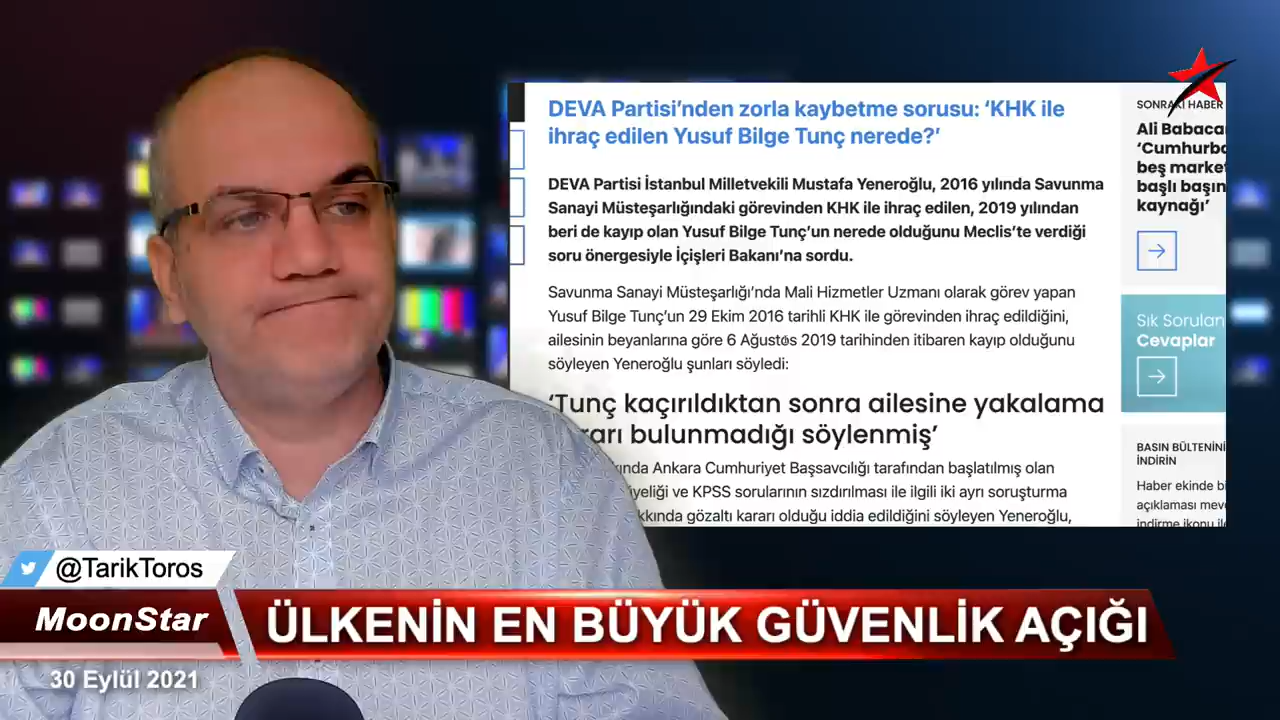 DEVA Partisi’nden zorla kaybetme sorusu: ‘KHK ile
ihraç edilen Yusuf Bilge Tunç nerede?’
DEVA Partisi İstanbul Milletvekili Mustafa Yeneroğlu, 2016 yılında Savunma
Sanayi Müsteşarlığındaki görevinden KHK ile ihraç edilen, 2019 yılından
beri de kayıp olan Yusuf Bilge Tunç’un nerede olduğunu Meclis’te verdiği
soru önergesiyle İçişleri Bakanı’na sordu.
Savunma Sanayi Müsteşarlığı’nda Mali Hizmetler Uzmanı olarak görev yapan
Yusuf Bilge Tunç’un 29 Ekim 2016 tarihli KHK ile görevinden ihraç edildiğini,
ailesinin beyanlarına göre 6 Ağustos 2019 tarihinden itibaren kayıp olduğunu
söyleyen Yeneroğlu şunları söyledi:
‘Tunç kaçırıldıktan sonra ailesine yakalama
bulunmadığı söylenmiş’
Ankara Cumhuriyet Başsavcılığı tarafından başlatılmış olan
ve KPSS sorularının sızdırılması ile ilgili iki ayrı soruşturma
gözaltı kararı olduğu iddia edildiğini söyleyen Yeneroğlu,
SONRAKİ HABER
Ali Babaca
‘Cumhurba
beş market
başlı başın
kaynağı’
Sık Sorulan
Cevaplar
BASIN BÜLTENİNİ
İNDİRİN
Haber ekinde bi
açıklaması mev
indirme ikonu ile
@TarikToros
MoonStar
ÜLKENİN EN BÜYÜK GÜVENLİK AÇIĞI
30 Eylül 2021